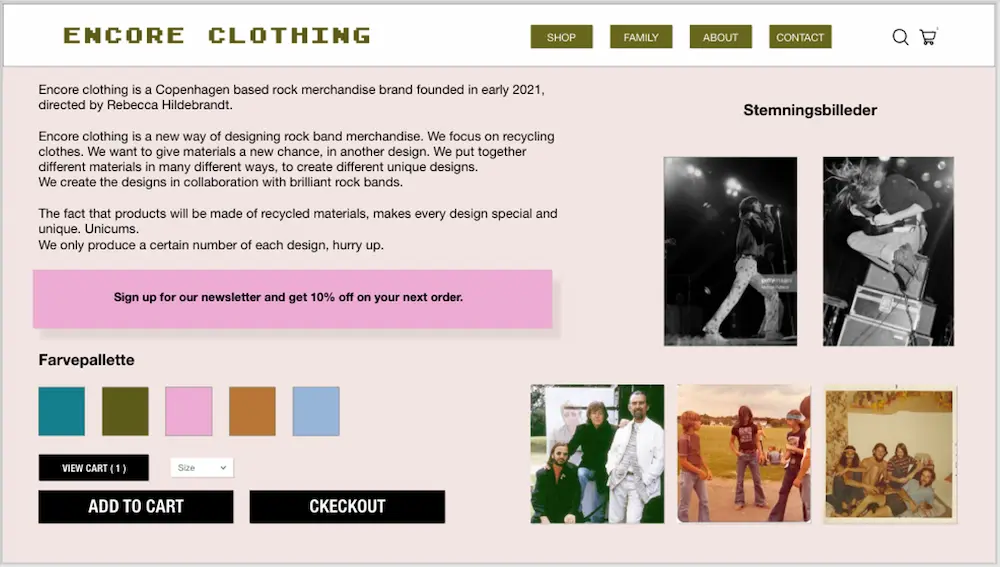 ENCORE CLOTHING
SHOP
FAMILY
ABOUT
CONTACT
Encore clothing is a Copenhagen based rock merchandise brand founded in early 2021,
directed by Rebecca Hildebrandt.
Encore clothing is a new way of designing rock band merchandise. We focus on recycling
clothes. We want to give materials a new chance, in another design. We put together
different materials in many different ways, to create different unique designs.
We create the designs in collaboration with brilliant rock bands.
The fact that products will be made of recycled materials, makes every design special and
unique. Unicums.
We only produce a certain number of each design, hurry up.
Sign up for our newsletter and get 10% off on your next order.
Farvepallette
VIEW CART ( 1 )
Size
ADD TO CART
CKECKOUT
Stemningsbilleder
gettyimages